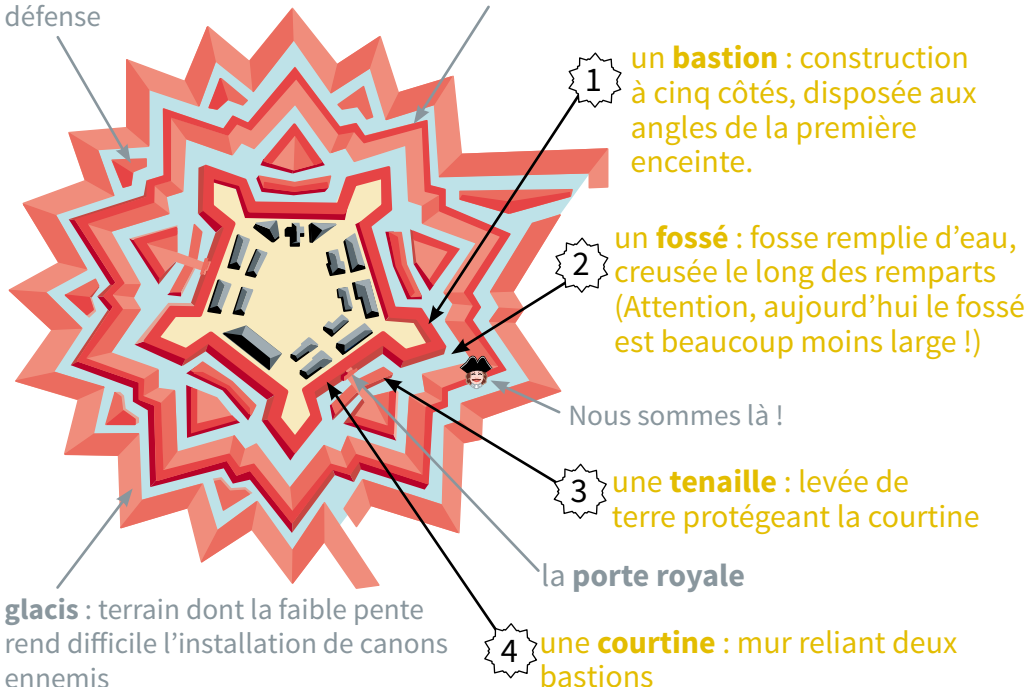 défense
1
un bastion : construction
à cinq côtés, disposée aux
angles de la première
enceinte.
2
un fossé : fosse remplie d’eau,
creusée le long des remparts
(Attention, aujourd’hui le fossé
est beaucoup moins large !)
Nous sommes là !
3
une tenaille : levée de
terre protégeant la courtine
la porte royale
glacis : terrain dont la faible pente
rend difficile l’installation de canons
ennemis
4
une courtine : mur reliant deux
bastions